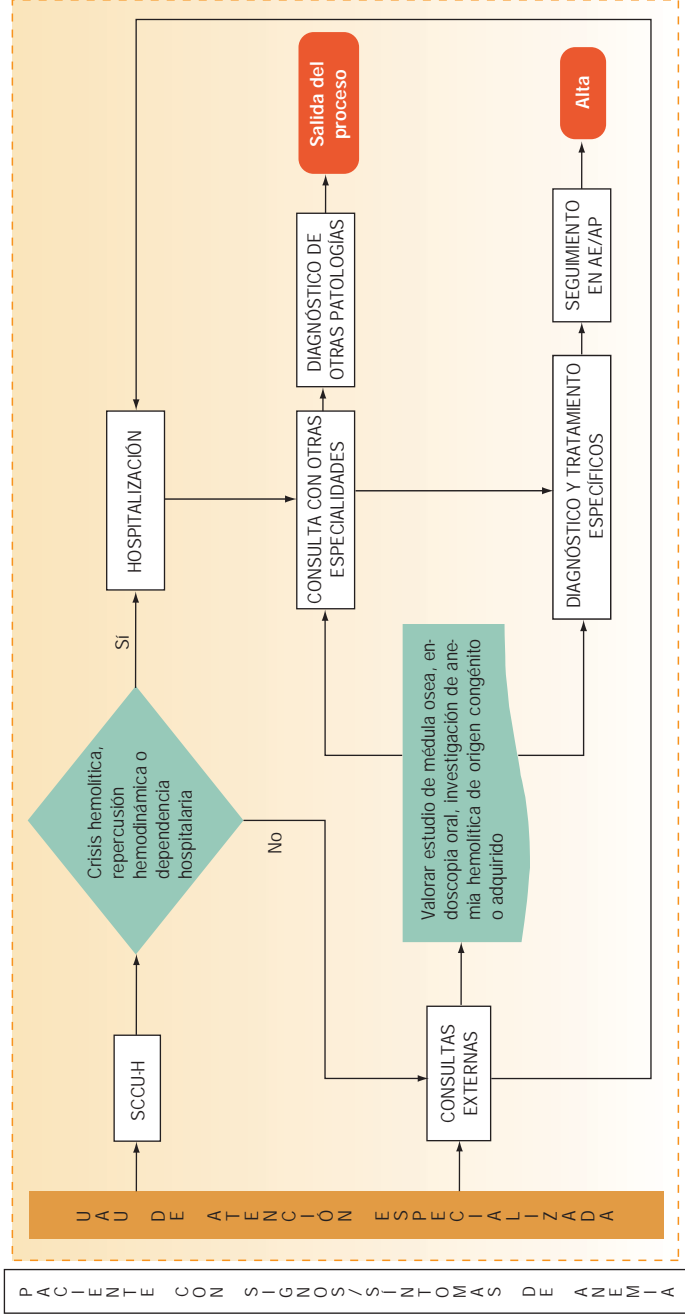 PACIENTE CON SIGNOS/SÍNTOMAS DE ANEMIA
UAU DE ATENCIÓN ESPECIALIZADA
SCCU-H
Crisis hemolítica,
repercusión
hemodinámica o
dependencia
hospitalaria
Sí
No
HOSPITALIZACIÓN
CONSULTAS
EXTERNAS
Valorar estudio de médula osea, en-
doscopia oral, investigación de ane-
mia hemolítica de origen congénito
o adquirido
CONSULTA CON OTRAS
ESPECIALIDADES
DIAGNÓSTICO DE
OTRAS PATOLOGÍAS
Salida del
proceso
DIAGNÓSTICO Y TRATAMIENTO
ESPECÍFICOS
SEGUIMIENTO
EN AE/AP
Alta